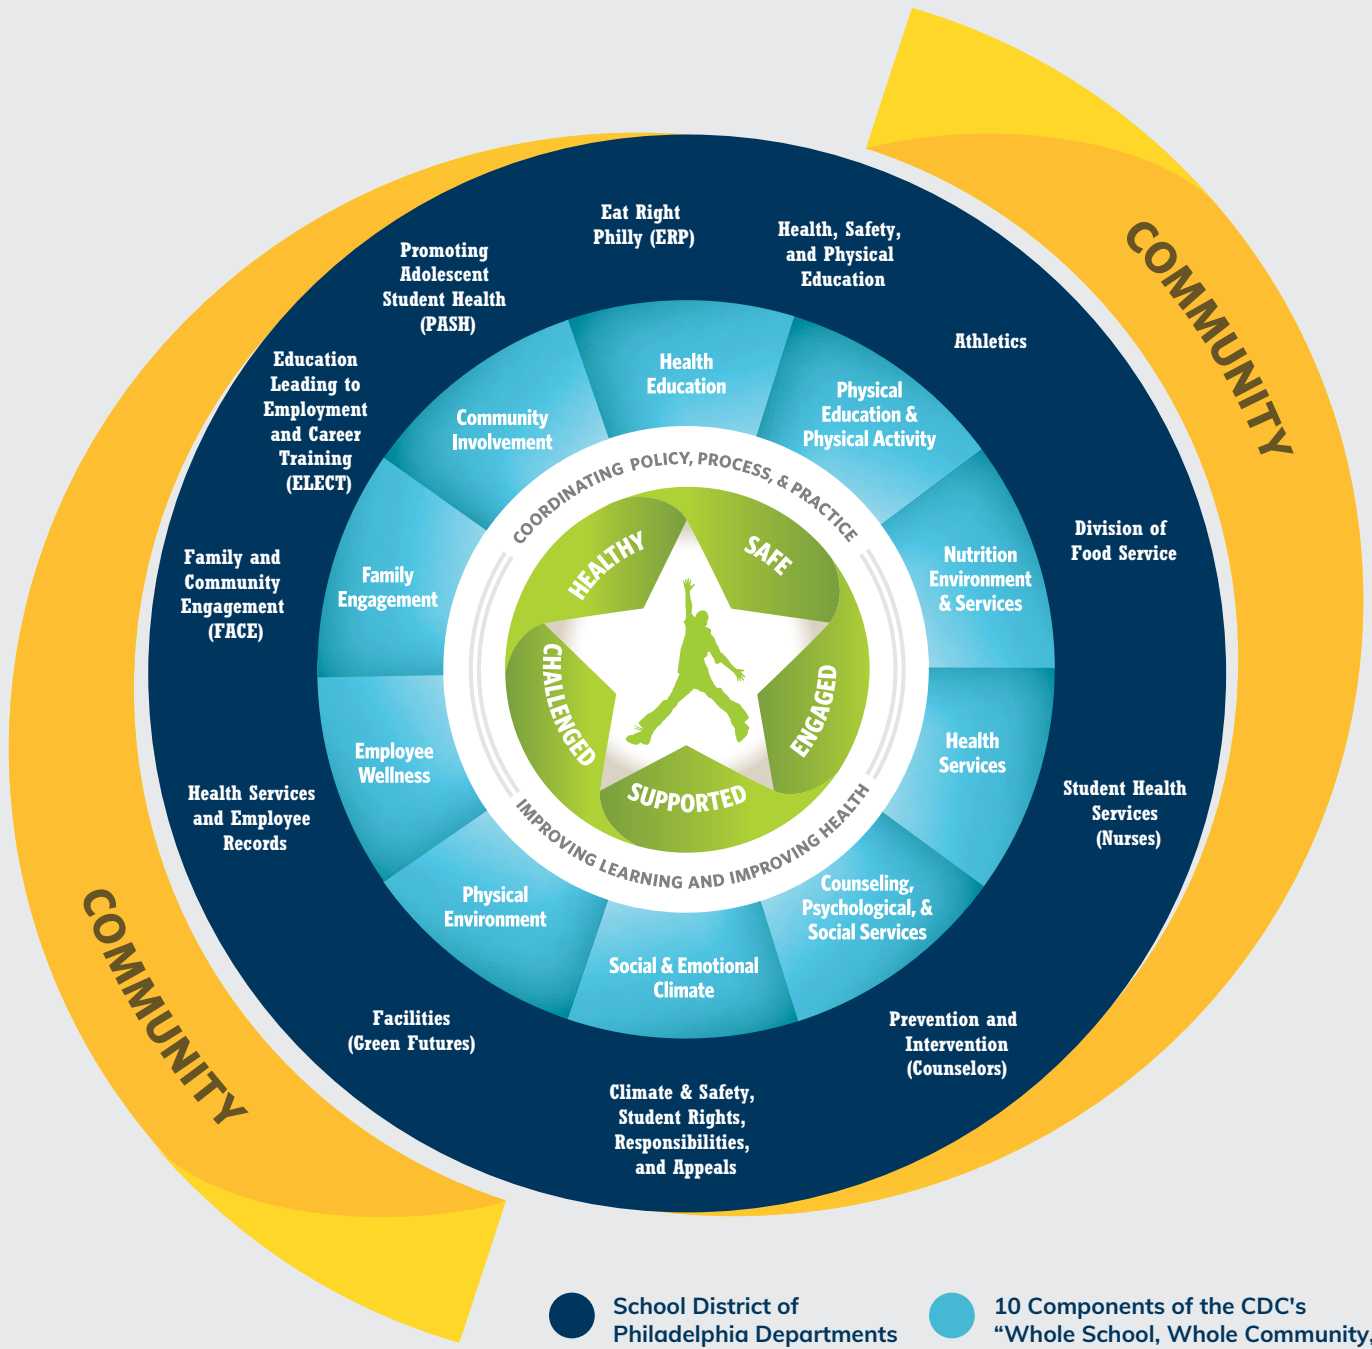 COMMUNITY
Eat Right
Philly (ERP)
Health, Safety,
and Physical
Education
Athletics
Division of
Food Service
Student Health
Services
(Nurses)
Prevention and
Intervention
(Counselors)
Climate & Safety,
Student Rights,
Responsibilities,
and Appeals
Facilities
(Green Futures)
Health Services
and Employee
Records
Family and
Community
Engagement
(FACE)
Education
Leading to
Employment
and Career
Training
(ELECT)
Promoting
Adolescent
Student Health
(PASH)
Health
Education
Physical
Education &
Physical Activity
Nutrition
Environment
& Services
Health
Services
Counseling,
Psychological, &
Social Services
Social & Emotional
Climate
Physical
Environment
Employee
Wellness
Family
Engagement
Community
Involvement
COORDINATING POLICY, PROCESS, & PRACTICE
IMPROVING LEARNING AND IMPROVING HEALTH
HEALTHY
SAFE
ENGAGED
SUPPORTED
CHALLENGED
COMMUNITY
School District of
Philadelphia Departments
10 Components of the CDC's
“Whole School, Whole Community,